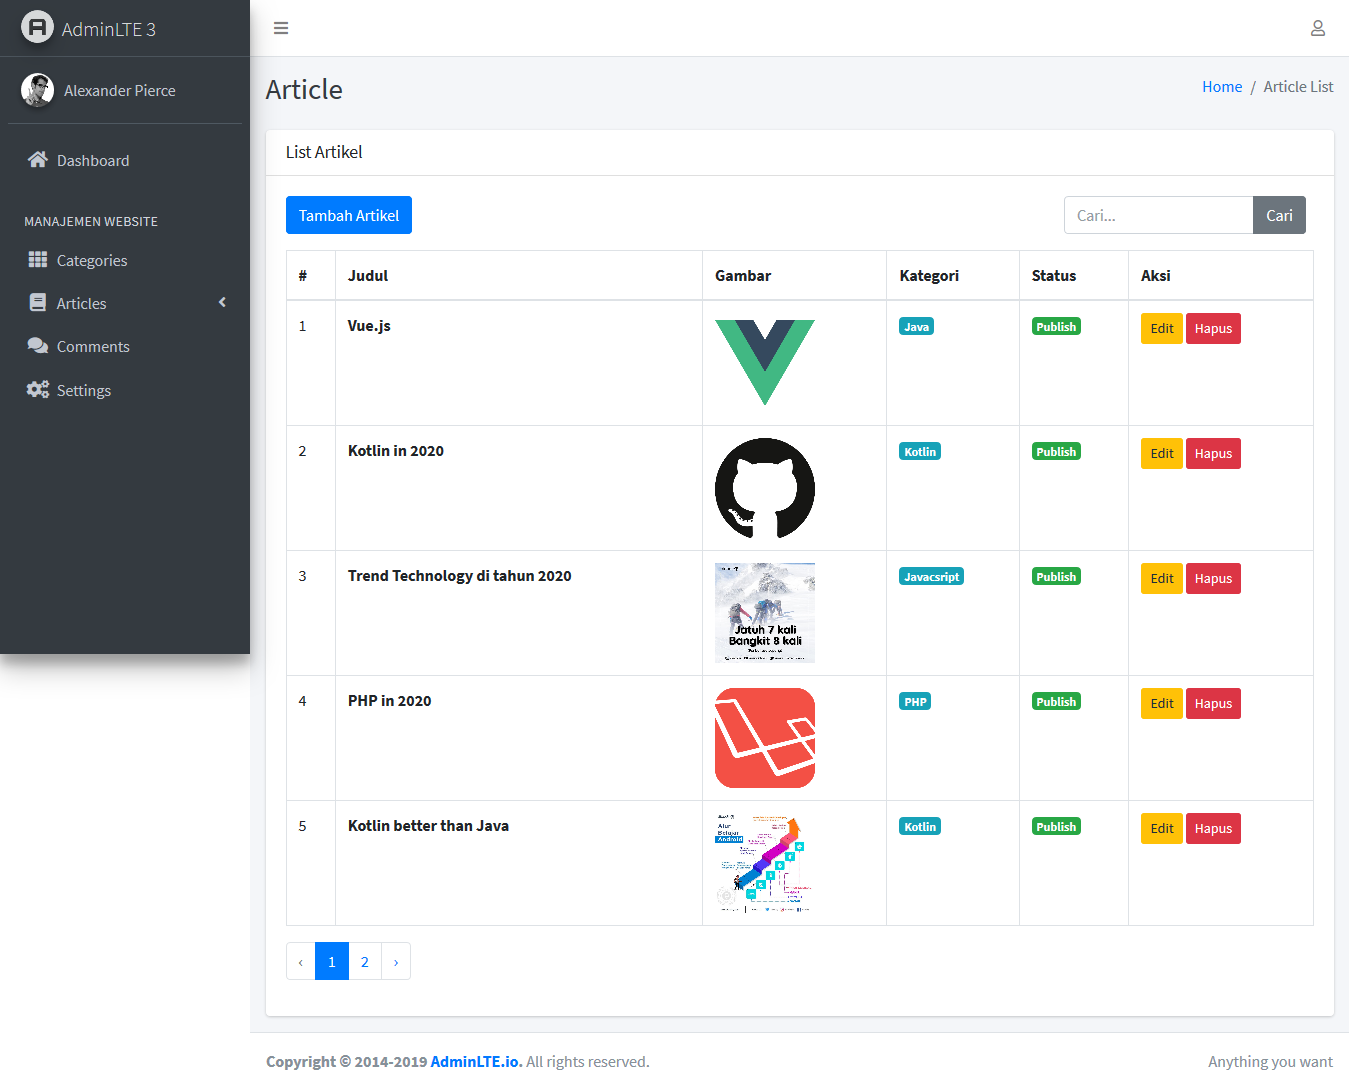 AdminLTE 3
Alexander Pierce
Dashboard
MANAJEMEN WEBSITE
Categories
Articles
Comments
Settings
Article
Home / Article List
List Artikel
Tambah Artikel
Cari... Cari
# Judul Gambar Kategori Status Aksi
1 Vue.js Java Publish Edit Hapus
2 Kotlin in 2020 Kotlin Publish Edit Hapus
3 Trend Technology di tahun 2020 Javacsript Publish Edit Hapus
Jatuh 7 kali
Bangkit 8 kali
4 PHP in 2020 PHP Publish Edit Hapus
5 Kotlin better than Java Kotlin Publish Edit Hapus
Alur
Belajar
Android
‹ 1 2 ›
Copyright © 2014-2019 AdminLTE.io. All rights reserved.
Anything you want